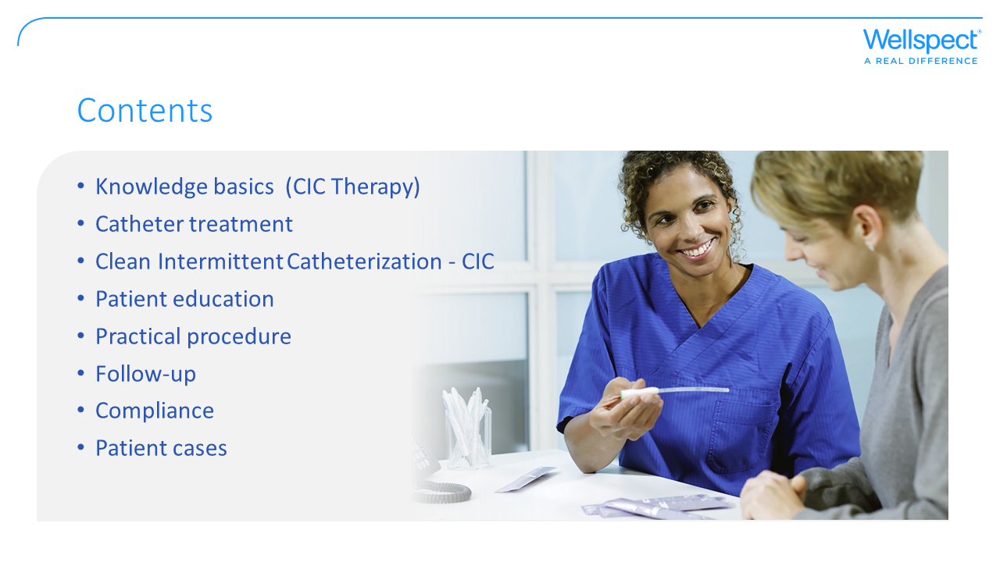 Wellspect®
A REAL DIFFERENCE
Contents
• Knowledge basics (CIC Therapy)
• Catheter treatment
• Clean Intermittent Catheterization - CIC
• Patient education
• Practical procedure
• Follow-up
• Compliance
• Patient cases